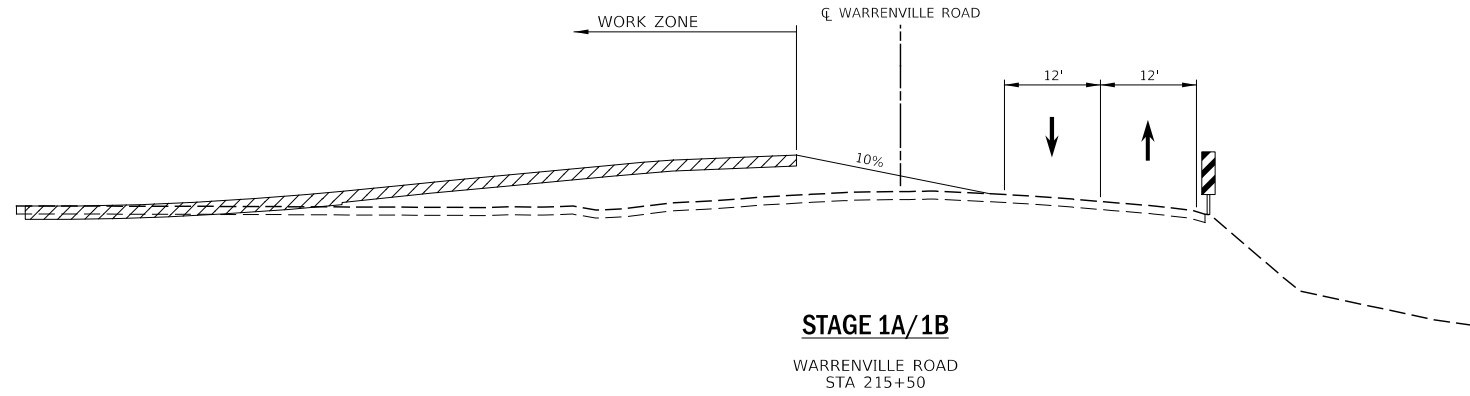 ℄ WARRENVILLE ROAD
WORK ZONE
12'
12'
10%
STAGE 1A/1B
WARRENVILLE ROAD
STA 215+50